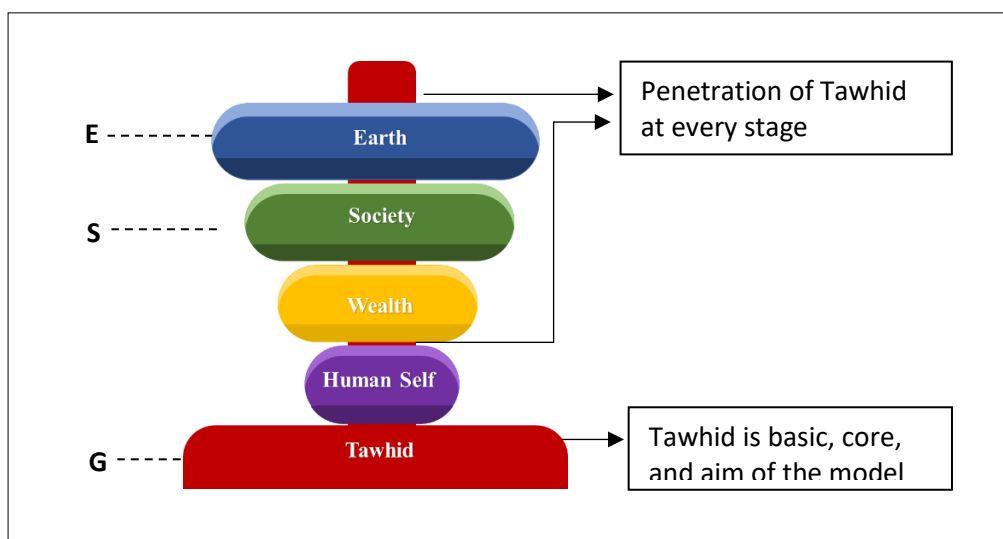 Penetration of Tawhid
at every stage
E
Earth
S
Society
Wealth
Human Self
G
Tawhid
Tawhid is basic, core,
and aim of the model